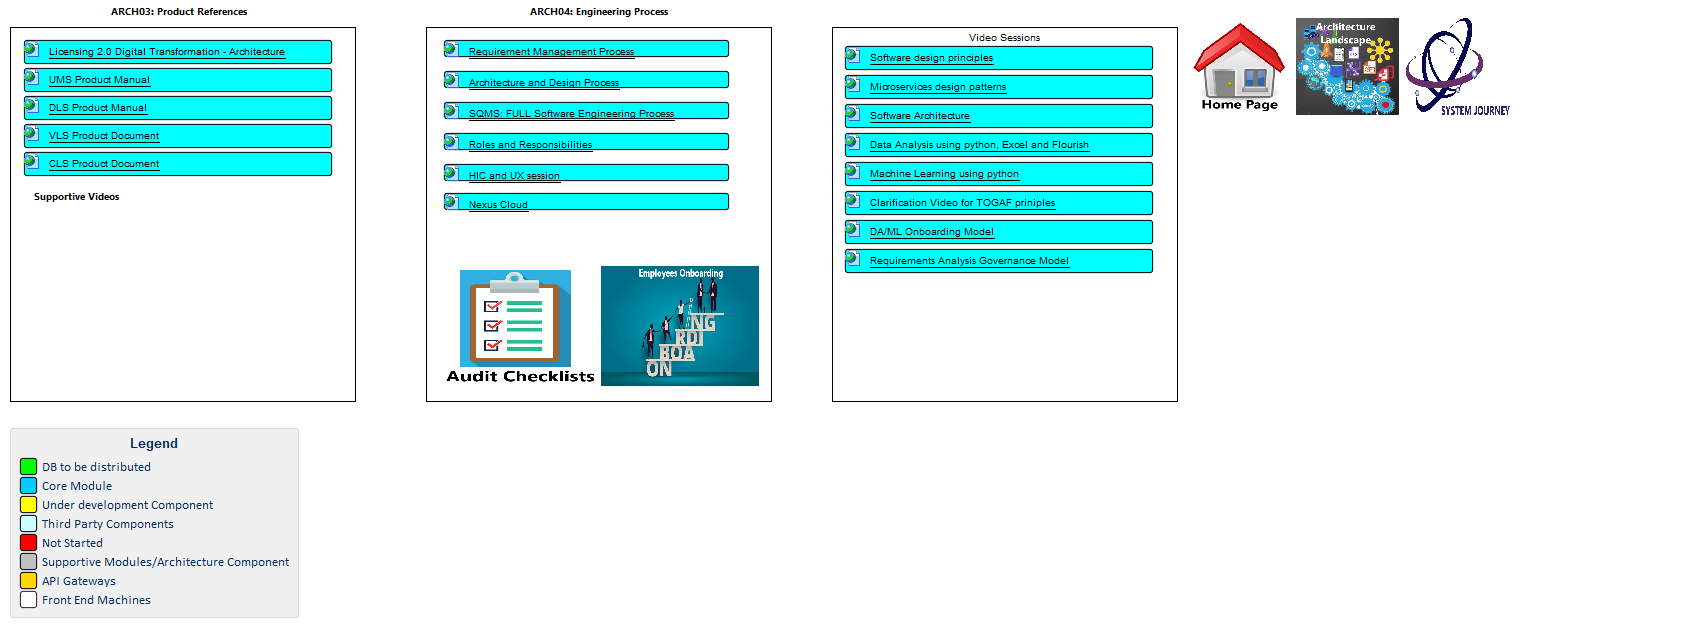 ARCH03: Product References
Licensing 2.0 Digital Transformation - Architecture
UMS Product Manual
DLS Product Manual
VLS Product Document
CLS Product Document
Supportive Videos
ARCH04: Engineering Process
Requirement Management Process
Architecture and Design Process
SQMS: FULL Software Engineering Process
Roles and Responsibilities
HIC and UX session
Nexus Cloud
Audit Checklists
Employees Onboarding
NG
RDI
BOA
ON
Video Sessions
Software design principles
Microservices design patterns
Software Architecture
Data Analysis using python, Excel and Flourish
Machine Learning using python
Clarification Video for TOGAF priniples
DA/ML Onboarding Model
Requirements Analysis Governance Model
Home Page
Architecture
Landscape
SYSTEM JOURNEY
Legend
DB to be distributed
Core Module
Under development Component
Third Party Components
Not Started
Supportive Modules/Architecture Component
API Gateways
Front End Machines